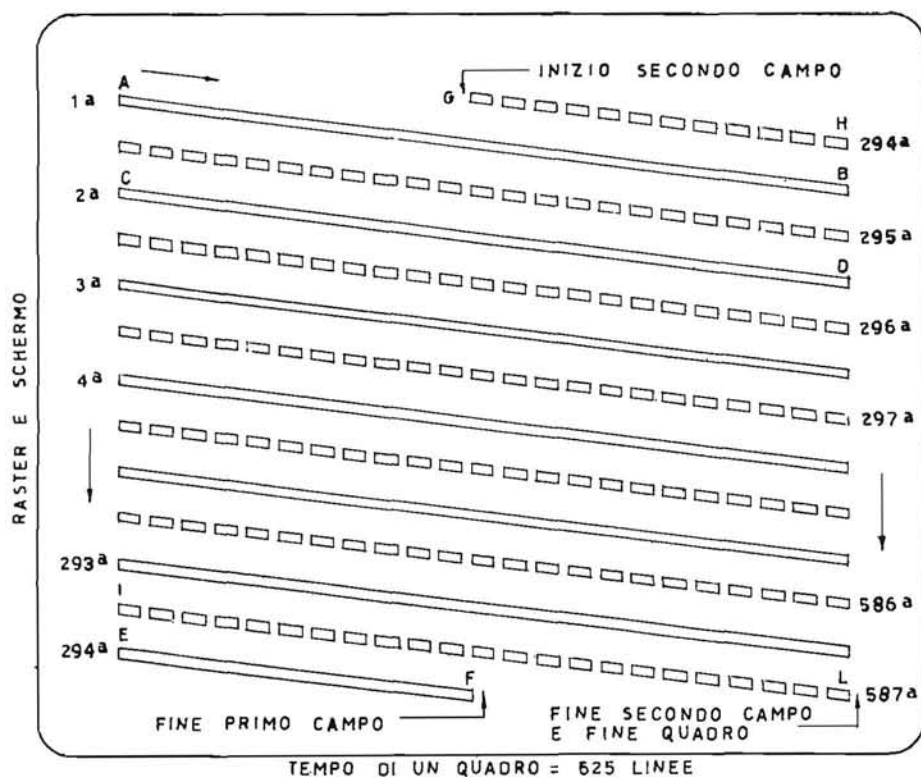 INIZIO SECONDO CAMPO
A
1a
G
H
294a
B
C
2a
295a
D
3a
296a
4a
297a
RASTER E SCHERMO
293a
586a
I
E
294a
F
L
587a
FINE PRIMO CAMPO
FINE SECONDO CAMPO
E FINE QUADRO
TEMPO DI UN QUADRO = 625 LINEE